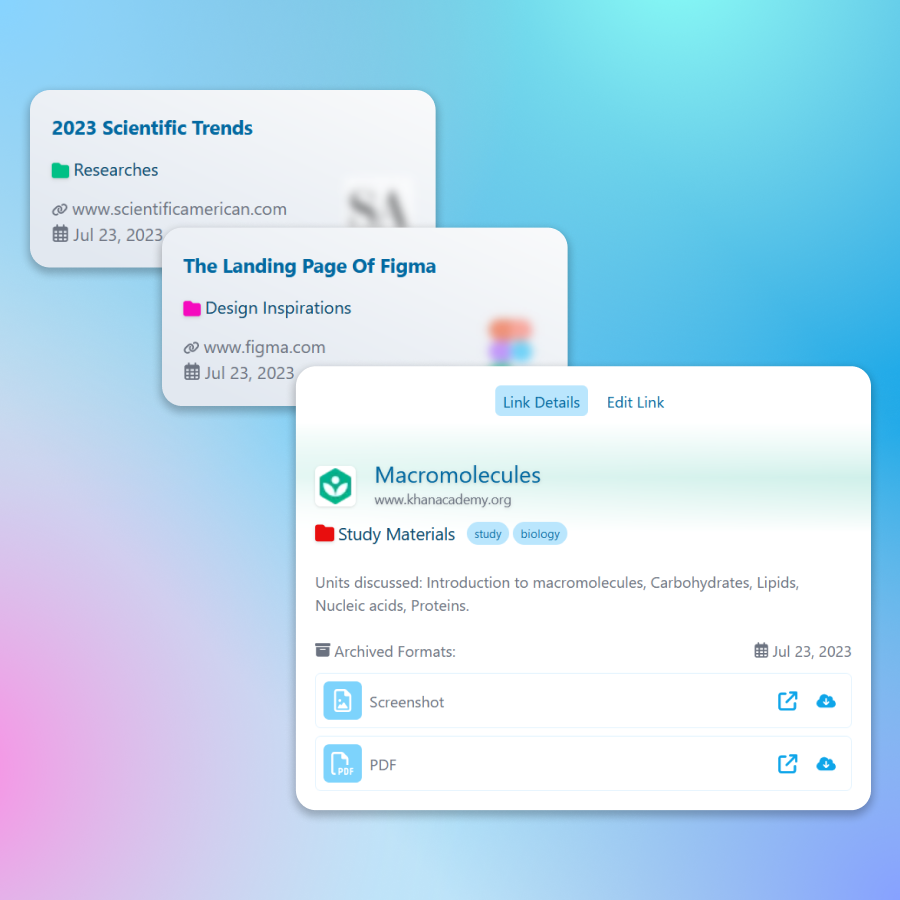 2023 Scientific Trends
Researches
www.scientificamerican.com
Jul 23, 2023
SA
The Landing Page Of Figma
Design Inspirations
www.figma.com
Jul 23, 2023
Link Details Edit Link
Macromolecules
www.khanacademy.org
Study Materials study biology
Units discussed: Introduction to macromolecules, Carbohydrates, Lipids,
Nucleic acids, Proteins.
Archived Formats: Jul 23, 2023
Screenshot
PDF PDF